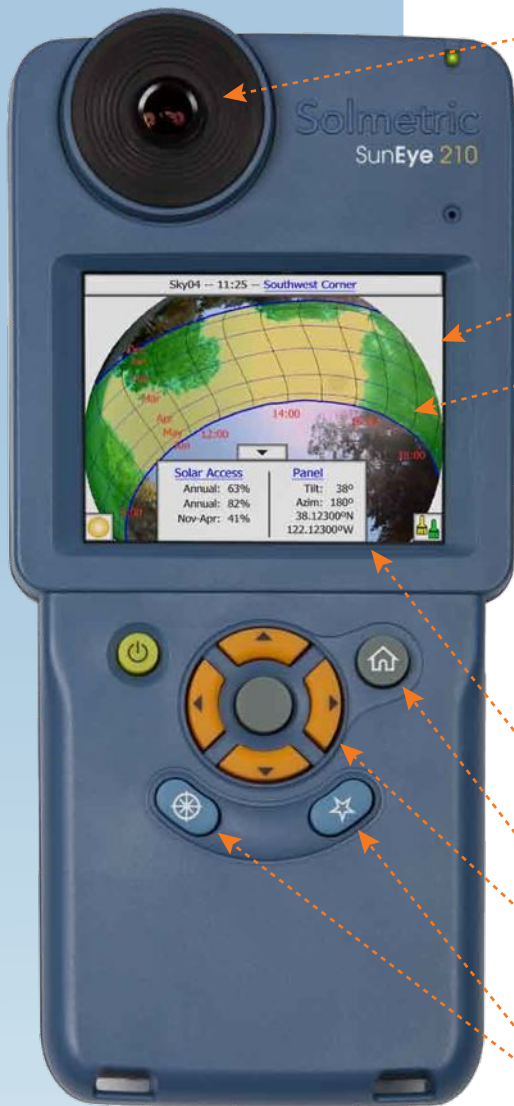 Solmetric
SunEye 210
Sky04 -- 11:25 -- Southwest Corner
Mar
Apr
May
Jun
12:00
14:00
18:00
Solar Access
Annual: 63%
Annual: 82%
Nov-Apr: 41%
Panel
Tilt: 38º
Azim: 180º
38.12300ºN
122.12300ºW